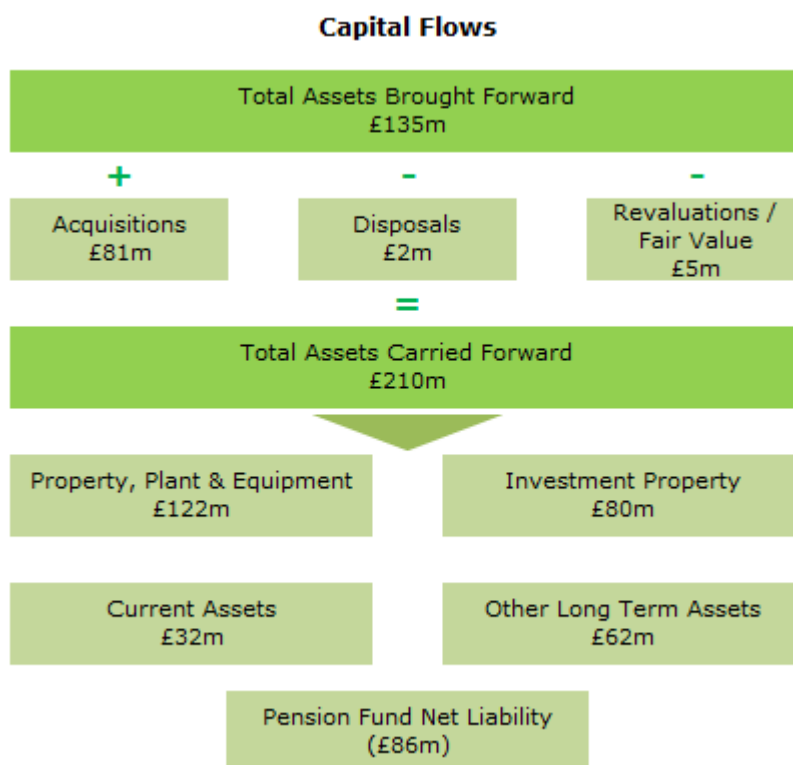 Capital Flows
Total Assets Brought Forward
£135m
+ - -
Acquisitions
£81m
Disposals
£2m
Revaluations /
Fair Value
£5m
=
Total Assets Carried Forward
£210m
Property, Plant & Equipment
£122m
Investment Property
£80m
Current Assets
£32m
Other Long Term Assets
£62m
Pension Fund Net Liability
(£86m)